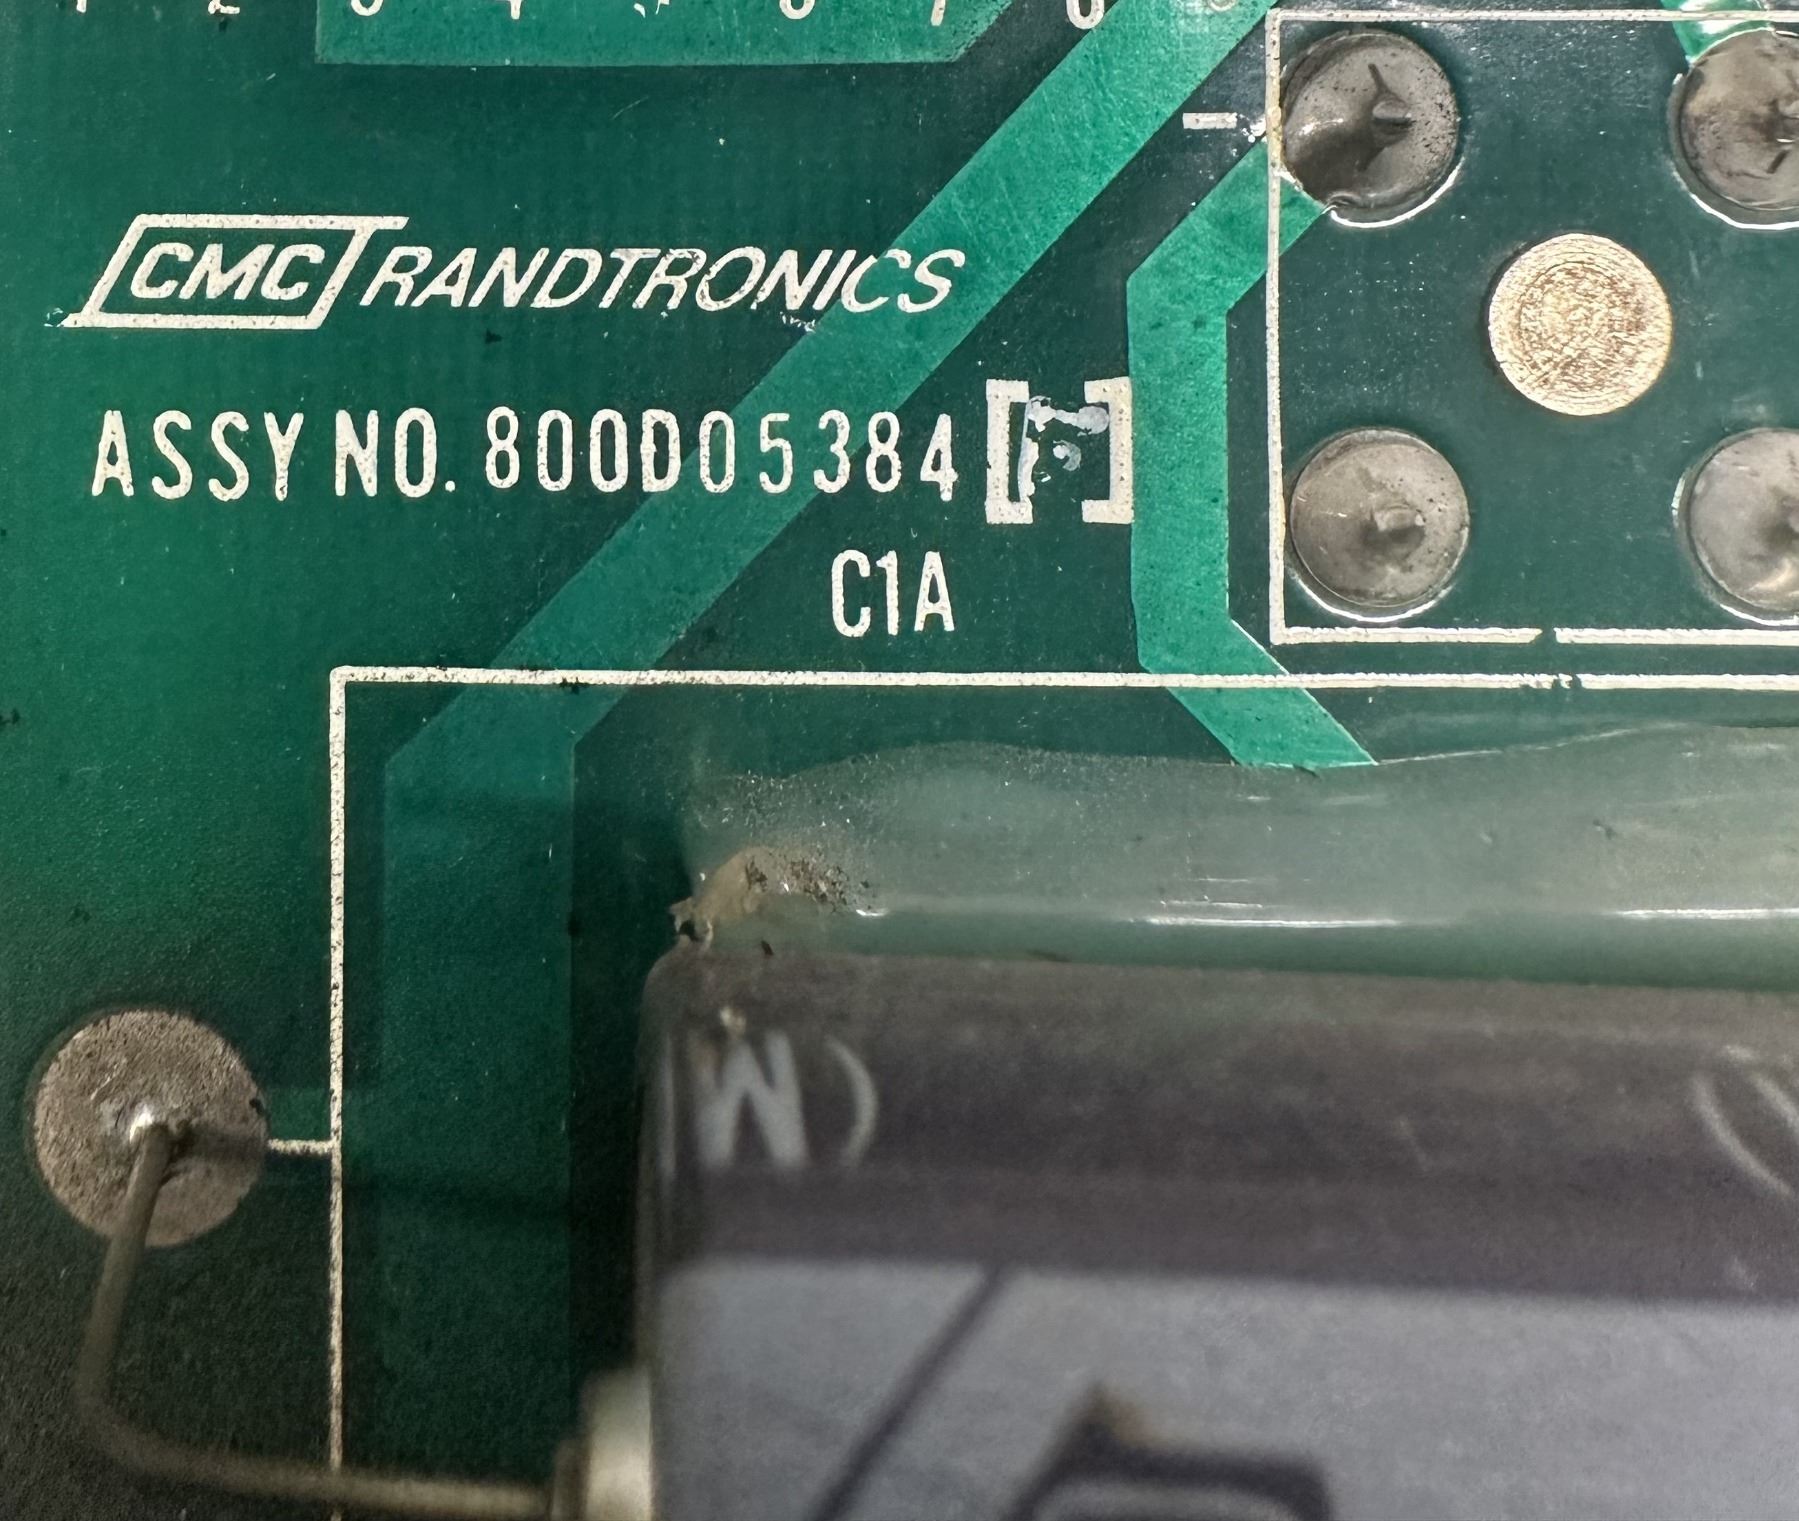 CMC RANDTRONICS
ASSY NO. 800D05384 [ ]
C1A
M)